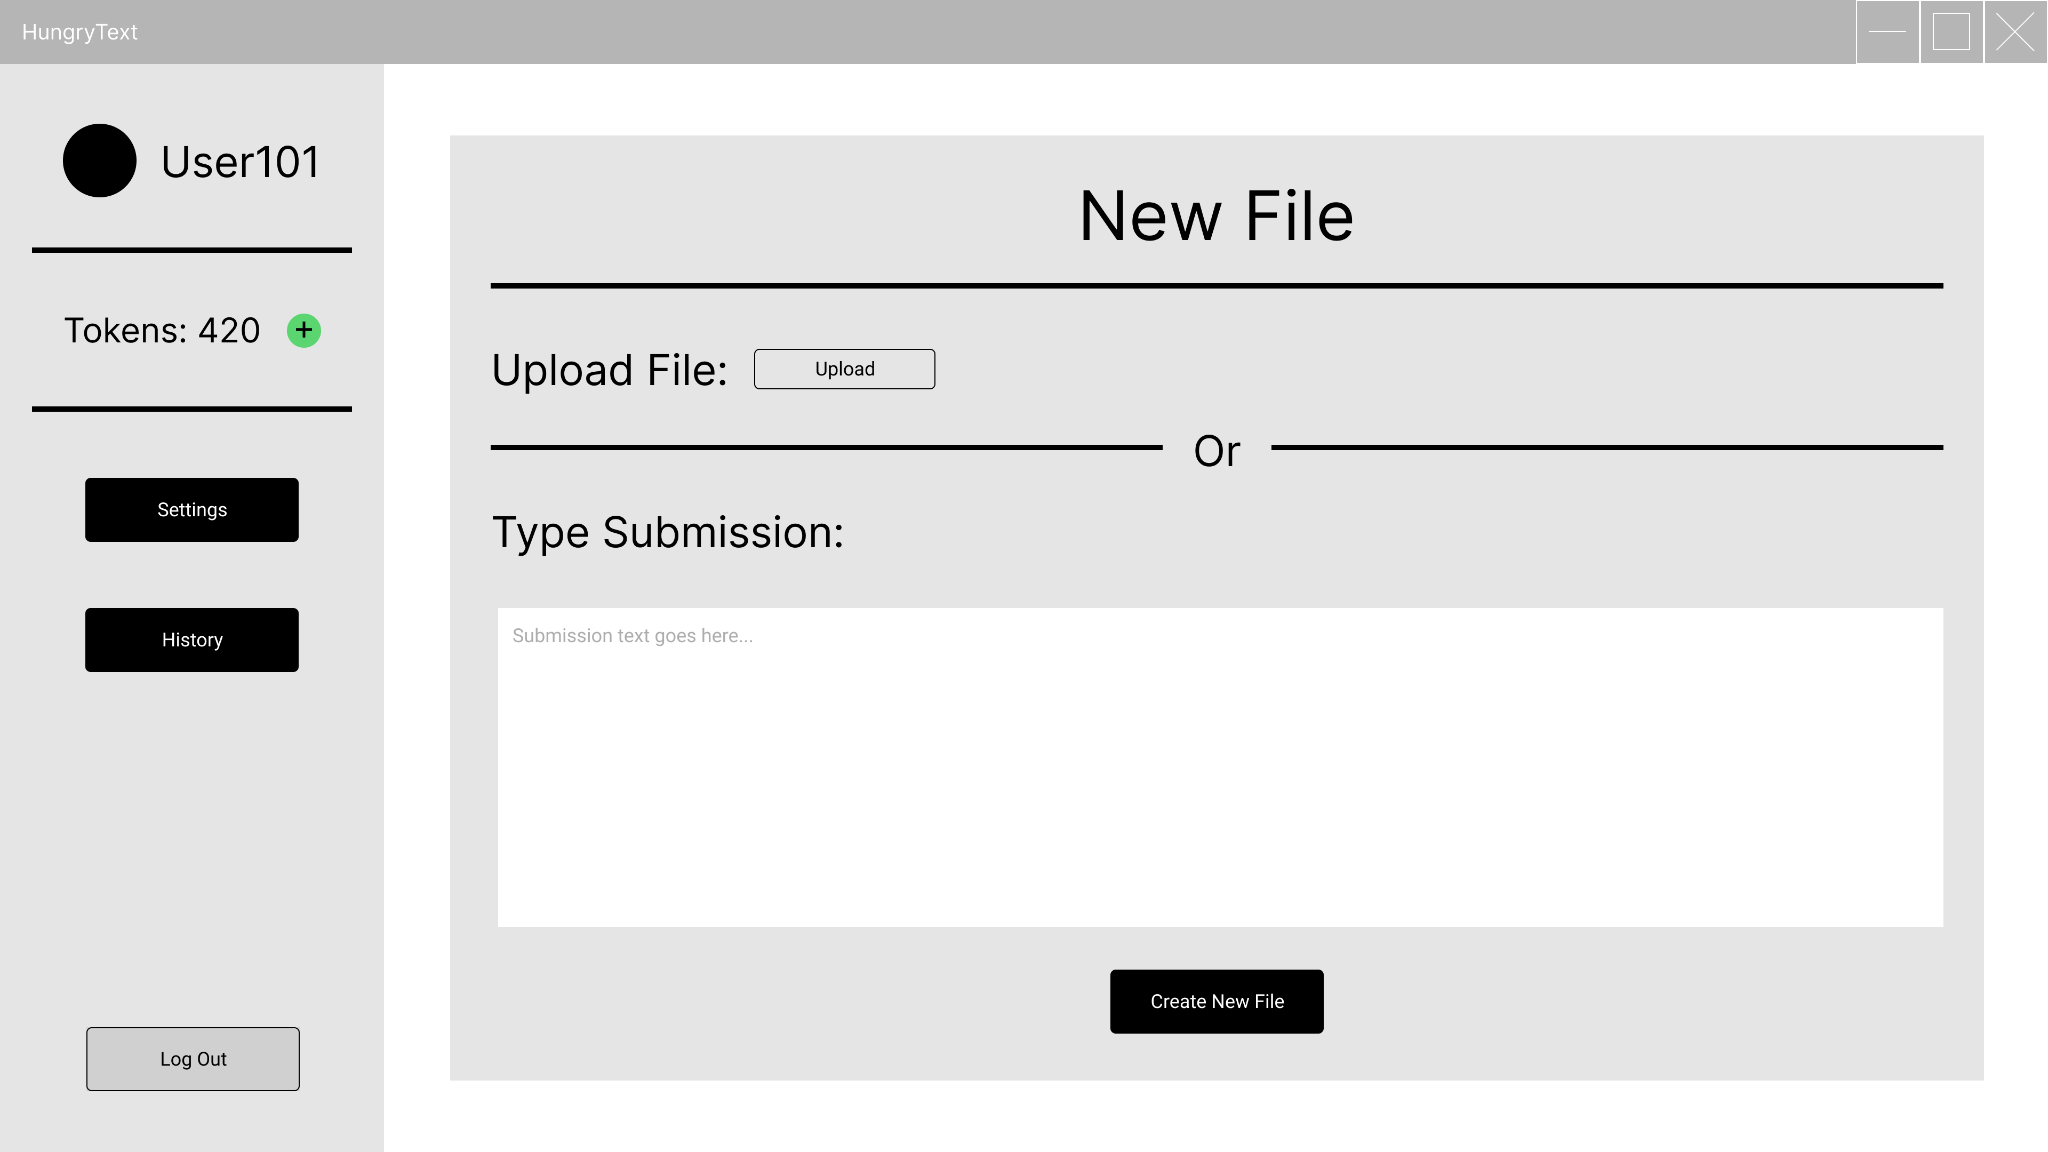 HungryText
User101
Tokens: 420 +
Settings
History
Log Out
New File
Upload File: Upload
Or
Type Submission:
Submission text goes here...
Create New File